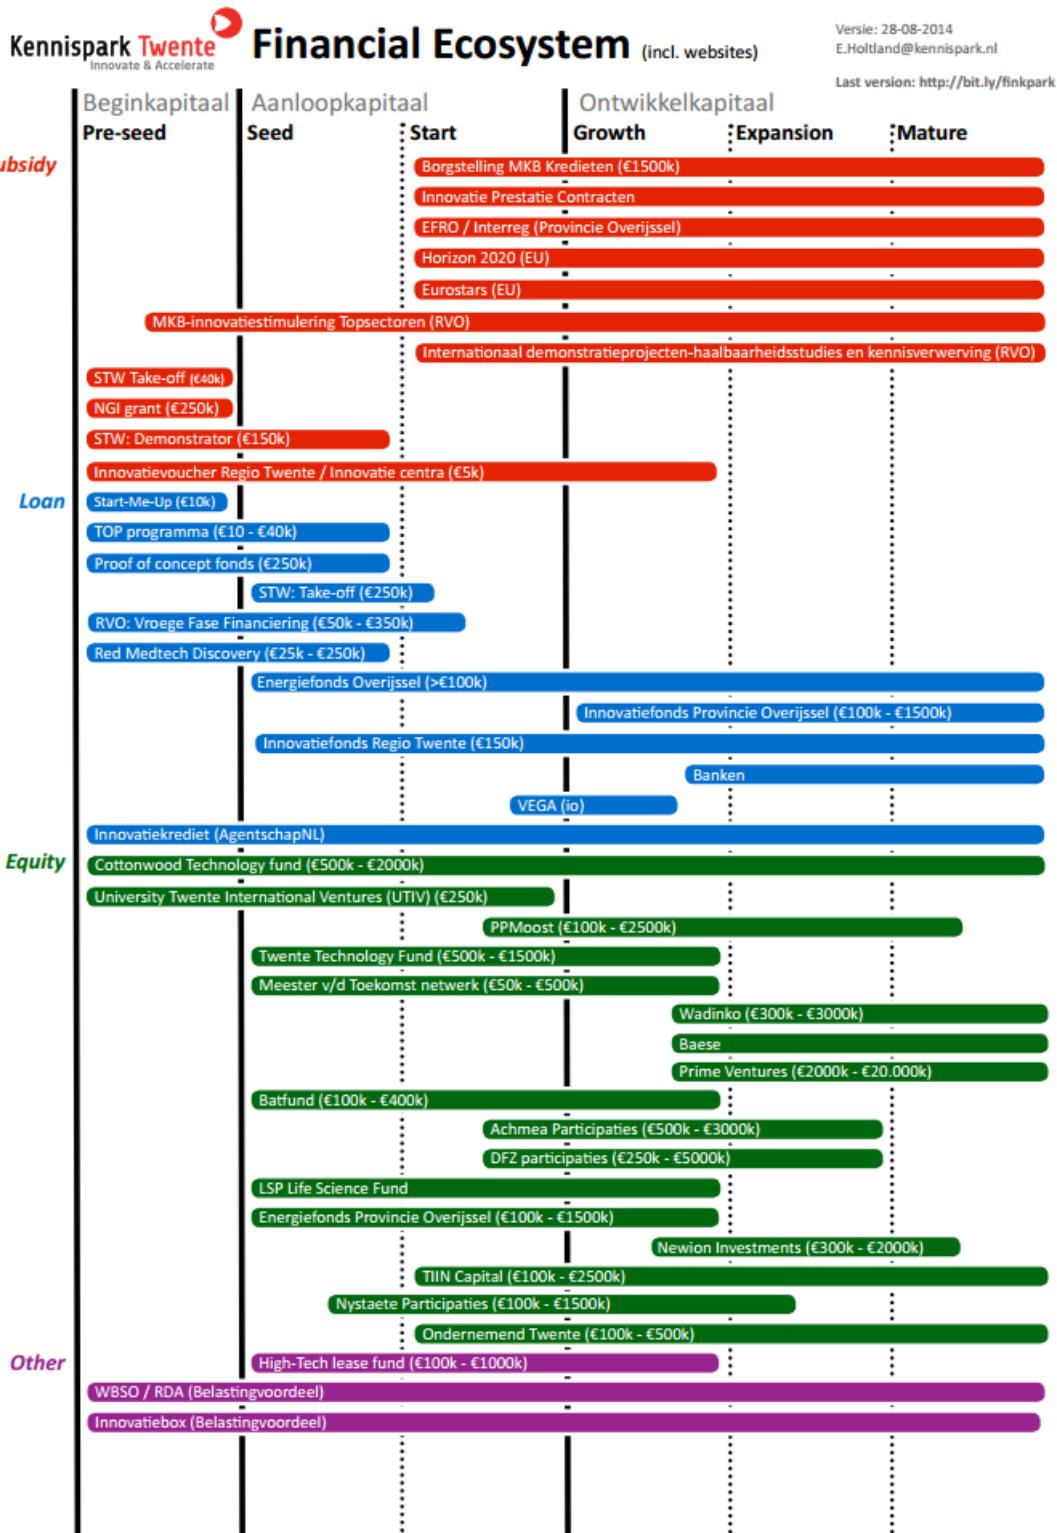 Kennispark Twente
Innovate & Accelerate
Financial Ecosystem (incl. websites)
Versie: 28-08-2014
E.Holtland@kennispark.nl
Last version: http://bit.ly/finkpark
Beginkapitaal Aanloopkapitaal Ontwikkelkapitaal
Pre-seed Seed Start Growth Expansion Mature
ubsidy
Borgstelling MKB Kredieten (€1500k)
Innovatie Prestatie Contracten
EFRO / Interreg (Provincie Overijssel)
Horizon 2020 (EU)
Eurostars (EU)
MKB-innovatiestimulering Topsectoren (RVO)
Internationaal demonstratieprojecten-haalbaarheidsstudies en kennisverwerving (RVO)
STW Take-off (€40k)
NGI grant (€250k)
STW: Demonstrator (€150k)
Innovatievoucher Regio Twente / Innovatie centra (€5k)
Loan
Start-Me-Up (€10k)
TOP programma (€10 - €40k)
Proof of concept fonds (€250k)
STW: Take-off (€250k)
RVO: Vroege Fase Financiering (€50k - €350k)
Red Medtech Discovery (€25k - €250k)
Energiefonds Overijssel (>€100k)
Innovatiefonds Provincie Overijssel (€100k - €1500k)
Innovatiefonds Regio Twente (€150k)
Banken
VEGA (io)
Innovatiekrediet (AgentschapNL)
Equity
Cottonwood Technology fund (€500k - €2000k)
University Twente International Ventures (UTIV) (€250k)
PPMoost (€100k - €2500k)
Twente Technology Fund (€500k - €1500k)
Meester v/d Toekomst netwerk (€50k - €500k)
Wadinko (€300k - €3000k)
Baese
Prime Ventures (€2000k - €20.000k)
Batfund (€100k - €400k)
Achmea Participaties (€500k - €3000k)
DFZ participaties (€250k - €5000k)
LSP Life Science Fund
Energiefonds Provincie Overijssel (€100k - €1500k)
Newion Investments (€300k - €2000k)
TIIN Capital (€100k - €2500k)
Nystaete Participaties (€100k - €1500k)
Ondernemend Twente (€100k - €500k)
Other
High-Tech lease fund (€100k - €1000k)
WBSO / RDA (Belastingvoordeel)
Innovatiebox (Belastingvoordeel)